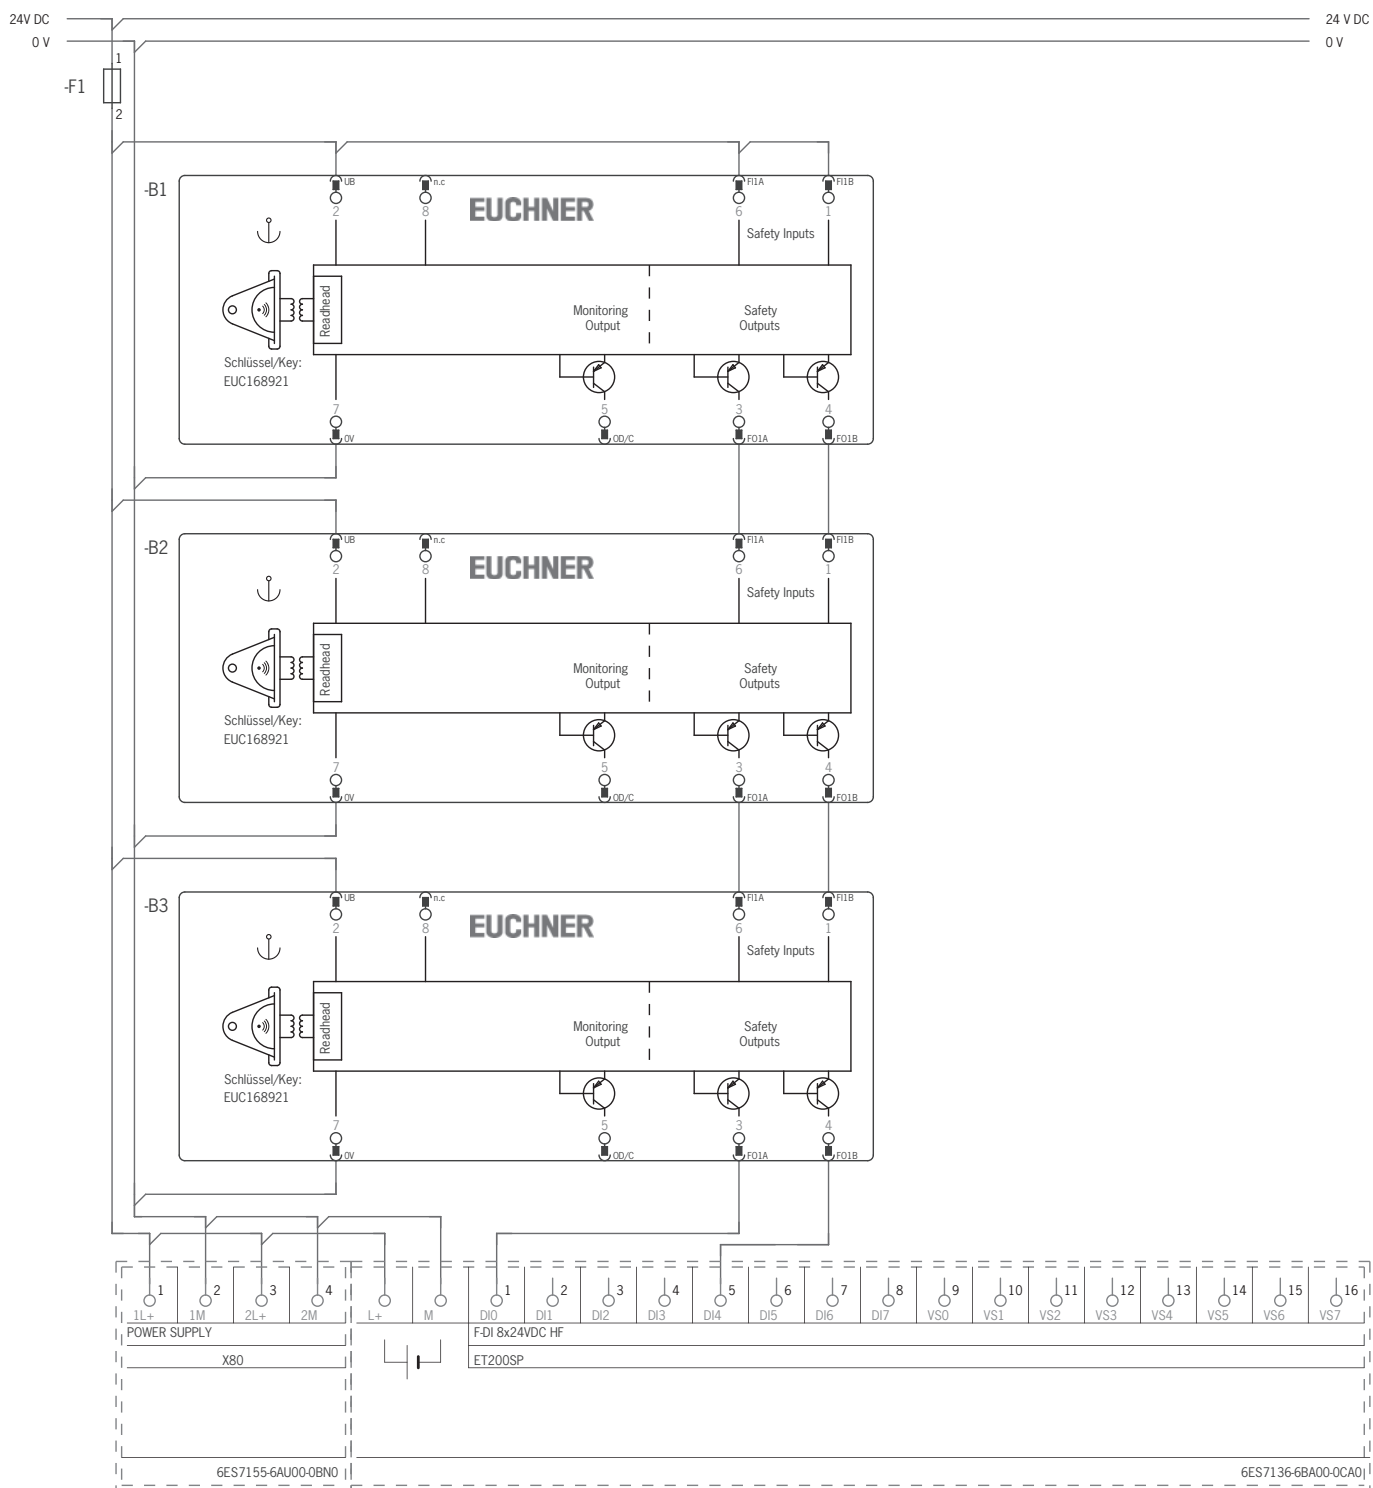 24V DC 24 V DC
0 V 0 V
1
-F1
2
-B1
UB n.c FI1A FI1B
2 8 EUCHNER 6 1
Safety Inputs
Readhead
Monitoring Output
Safety Outputs
Schlüssel/Key:
EUC168921
7 5 3 4
0V OD/C FO1A FO1B
-B2
UB n.c FI1A FI1B
2 8 EUCHNER 6 1
Safety Inputs
Readhead
Monitoring Output
Safety Outputs
Schlüssel/Key:
EUC168921
7 5 3 4
0V OD/C FO1A FO1B
-B3
UB n.c FI1A FI1B
2 8 EUCHNER 6 1
Safety Inputs
Readhead
Monitoring Output
Safety Outputs
Schlüssel/Key:
EUC168921
7 5 3 4
0V OD/C FO1A FO1B
1 2 3 4 1 2 3 4 5 6 7 8 9 10 11 12 13 14 15 16
1L+ 1M 2L+ 2M L+ M DI0 DI1 DI2 DI3 DI4 DI5 DI6 DI7 VS0 VS1 VS2 VS3 VS4 VS5 VS6 VS7
POWER SUPPLY F-DI 8x24VDC HF
X80 ET200SP
6ES7155-6AU00-0BN0 6ES7136-6BA00-0CA0